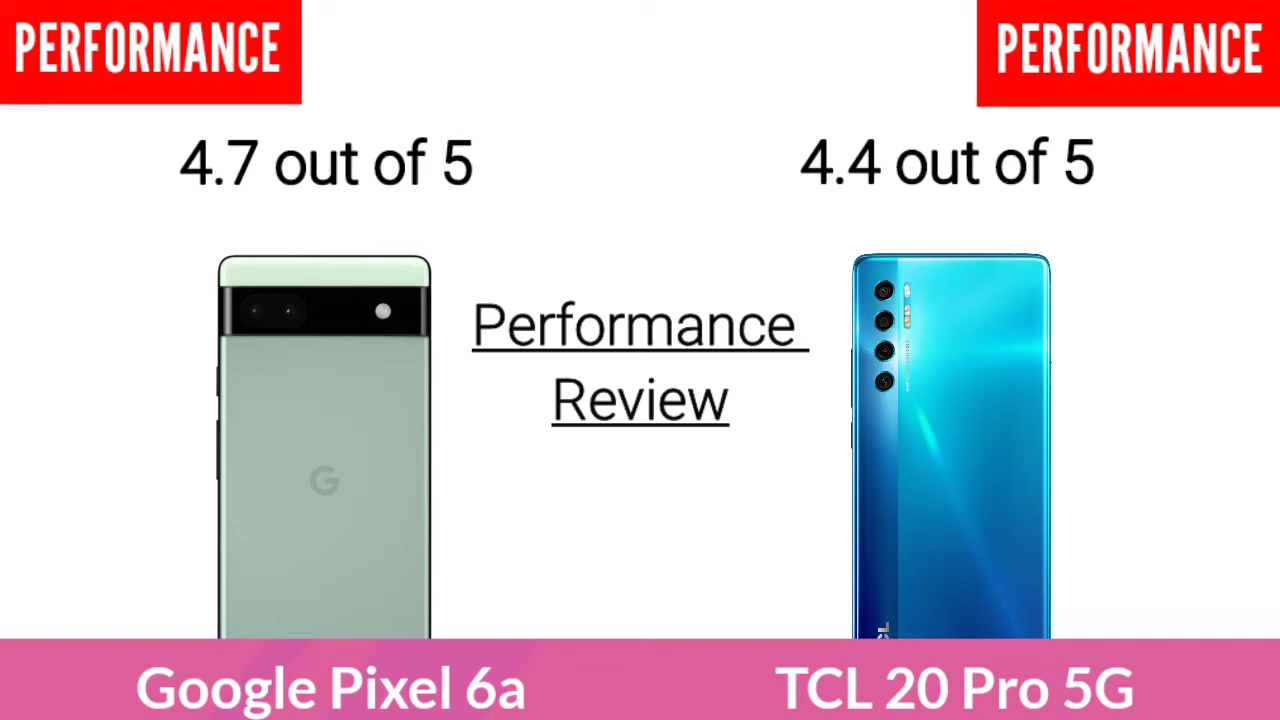 PERFORMANCE
PERFORMANCE
4.7 out of 5
4.4 out of 5
Performance
Review
G
Google Pixel 6a
TCL 20 Pro 5G